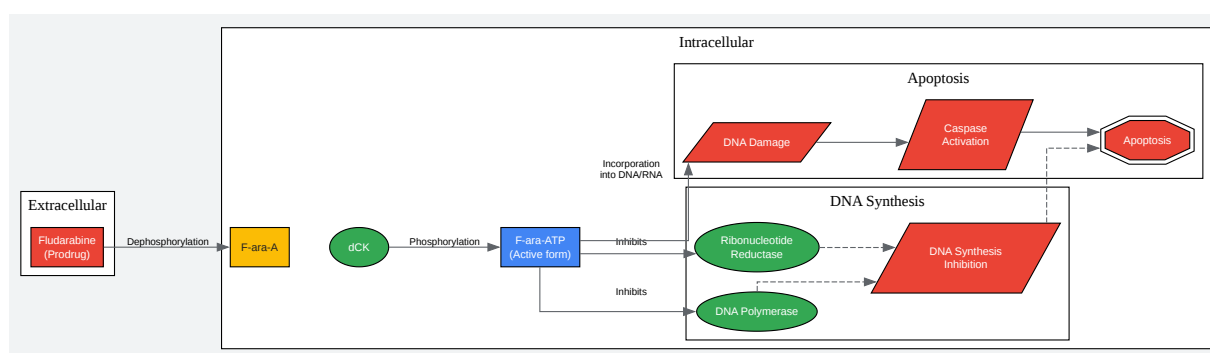 Intracellular
Apoptosis
DNA Damage
Caspase
Activation
Apoptosis
Incorporation
into DNA/RNA
Extracellular
Fludarabine
(Prodrug)
Dephosphorylation
F-ara-A
dCK
Phosphorylation
F-ara-ATP
(Active form)
Inhibits
Inhibits
DNA Synthesis
Ribonucleotide
Reductase
DNA Synthesis
Inhibition
DNA Polymerase